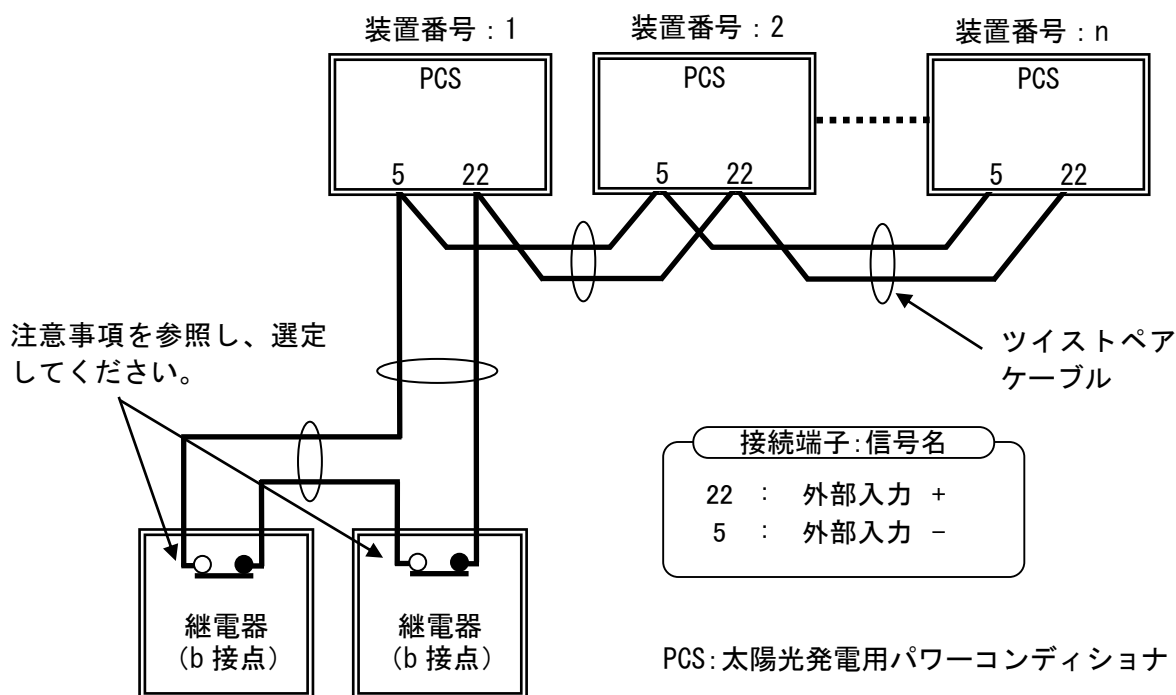 装置番号：1
装置番号：2
装置番号：n
PCS
PCS
PCS
5 22
5 22
5 22
注意事項を参照し、選定
してください。
ツイストペア
ケーブル
接続端子：信号名
22 ： 外部入力 +
5 ： 外部入力 −
継電器
（b 接点）
継電器
（b 接点）
PCS：太陽光発電用パワーコンディショナ